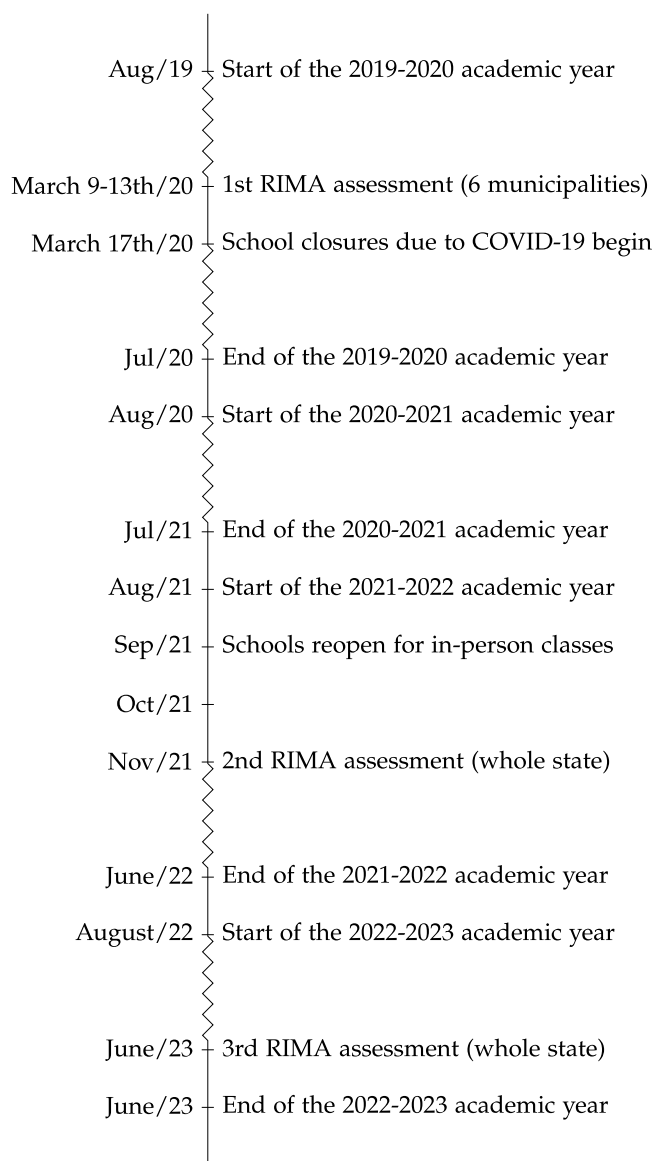 Aug/19 Start of the 2019-2020 academic year
March 9-13th/20 1st RIMA assessment (6 municipalities)
March 17th/20 School closures due to COVID-19 begin
Jul/20 End of the 2019-2020 academic year
Aug/20 Start of the 2020-2021 academic year
Jul/21 End of the 2020-2021 academic year
Aug/21 Start of the 2021-2022 academic year
Sep/21 Schools reopen for in-person classes
Oct/21
Nov/21 2nd RIMA assessment (whole state)
June/22 End of the 2021-2022 academic year
August/22 Start of the 2022-2023 academic year
June/23 3rd RIMA assessment (whole state)
June/23 End of the 2022-2023 academic year